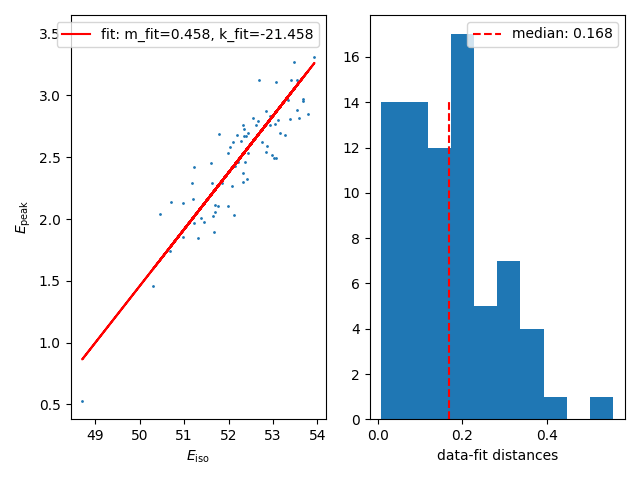 fit: m_fit=0.458, k_fit=-21.458
3.5
3.0
2.5
2.0
1.5
1.0
0.5
E_peak
49 50 51 52 53 54
E_iso
median: 0.168
16
14
12
10
8
6
4
2
0
0.0 0.2 0.4
data-fit distances